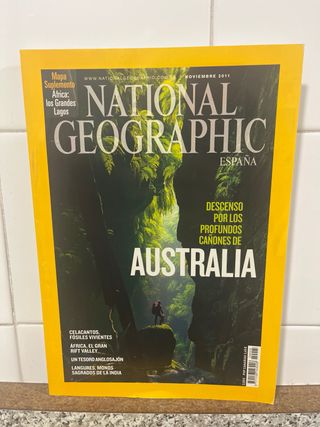 Mapa
Suplemento
África:
los Grandes
Lagos
WWW.NATIONALGEOGRAPHIC.COM.ES
NOVIEMBRE 2011
NATIONAL
GEOGRAPHIC
ESPAÑA
DESCENSO
POR LOS
PROFUNDOS
CAÑONES DE
AUSTRALIA
CELACANTOS,
FÓSILES VIVIENTES
ÁFRICA, EL GRAN
RIFT VALLEY
UN TESORO ANGLOSAJÓN
LANGURES, MONOS
SAGRADOS DE LA INDIA